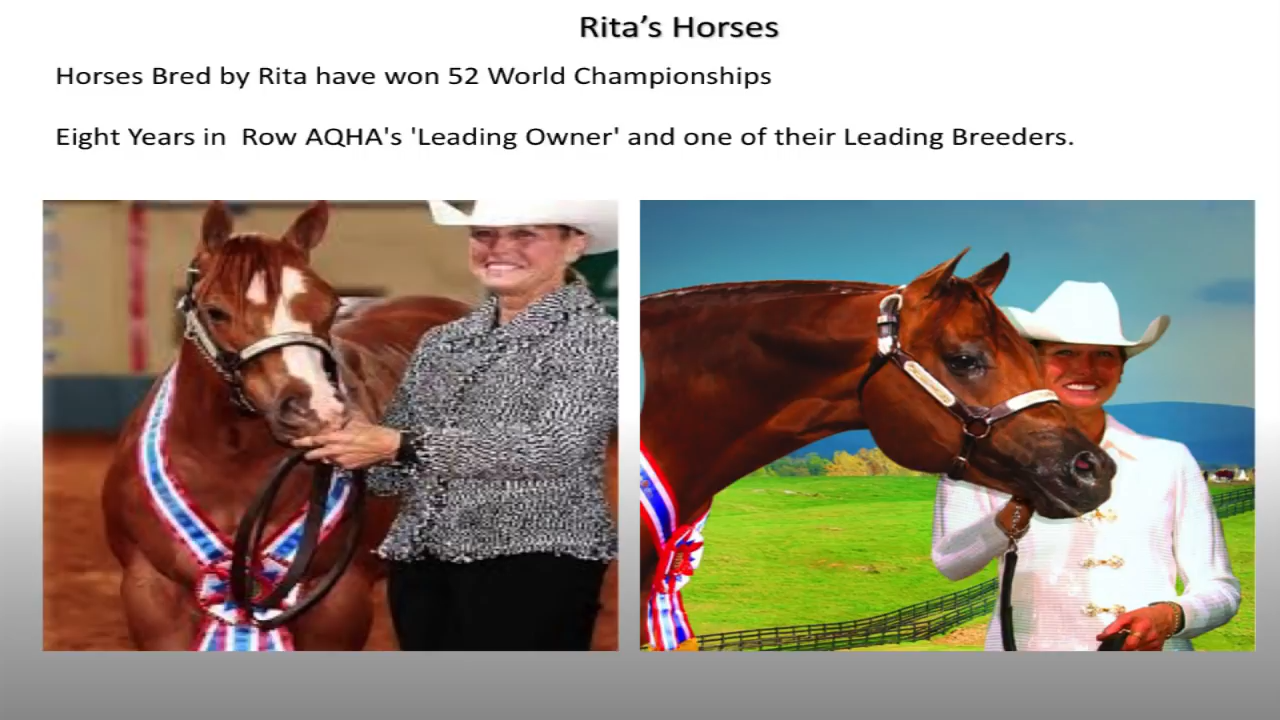 Rita’s Horses
Horses Bred by Rita have won 52 World Championships
Eight Years in  Row AQHA's 'Leading Owner' and one of their Leading Breeders.